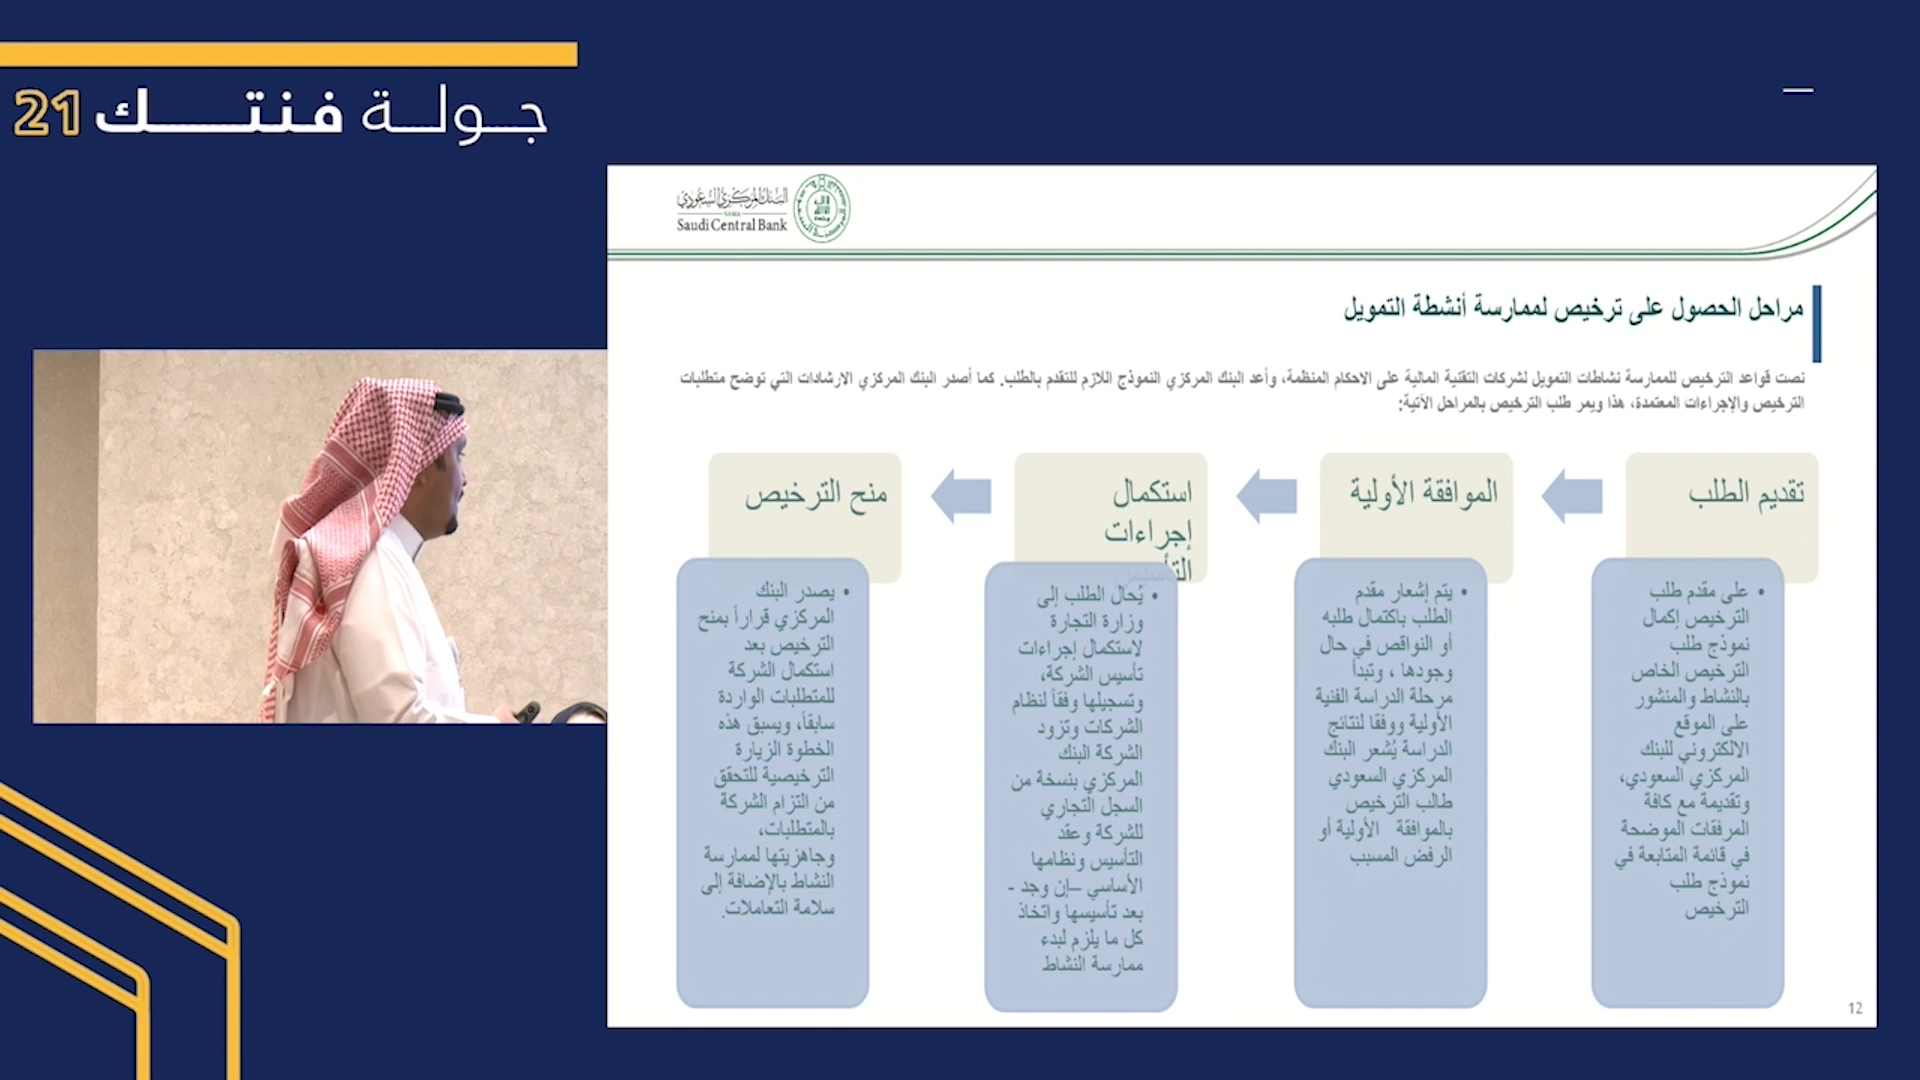 جولة فنتك 21
البنك المركزي السعودي
SAMA
Saudi Central Bank
مراحل الحصول على ترخيص لممارسة أنشطة التمويل
نصت قواعد الترخيص للممارسة نشاطات التمويل لشركات التقنية المالية على الاحكام المنظمة، وأعد البنك المركزي النموذج اللازم للتقدم بالطلب. كما أصدر البنك المركزي الارشادات التي توضح متطلبات
الترخيص والإجراءات المعتمدة، هذا ويمر طلب الترخيص بالمراحل الآتية:
تقديم الطلب
• على مقدم طلب
الترخيص إكمال
نموذج طلب
الترخيص الخاص
بالنشاط والمنشور
على الموقع
الالكتروني للبنك
المركزي السعودي،
وتقديمة مع كافة
المرفقات الموضحة
في قائمة المتابعة في
نموذج طلب
الترخيص
الموافقة الأولية
• يتم إشعار مقدم
الطلب باكتمال طلبه
أو النواقص في حال
وجودها ، وتبدأ
مرحلة الدراسة الفنية
الأولية ووفقا لنتائج
الدراسة يُشعر البنك
المركزي السعودي
طالب الترخيص
بالموافقة الأولية أو
الرفض المسبب
استكمال
إجراءات
التأسيس
• يُحال الطلب إلى
وزارة التجارة
لاستكمال إجراءات
تأسيس الشركة،
وتسجيلها وفقاً لنظام
الشركات وتزود
الشركة البنك
المركزي بنسخة من
السجل التجاري
للشركة وعقد
التأسيس ونظامها
الأساسي –إن وجد -
بعد تأسيسها واتخاذ
كل ما يلزم لبدء
ممارسة النشاط
منح الترخيص
• يصدر البنك
المركزي قراراً بمنح
الترخيص بعد
استكمال الشركة
للمتطلبات الواردة
سابقاً، ويسبق هذه
الخطوة الزيارة
الترخيصية للتحقق
من التزام الشركة
بالمتطلبات،
وجاهزيتها لممارسة
النشاط بالإضافة إلى
سلامة التعاملات.
12